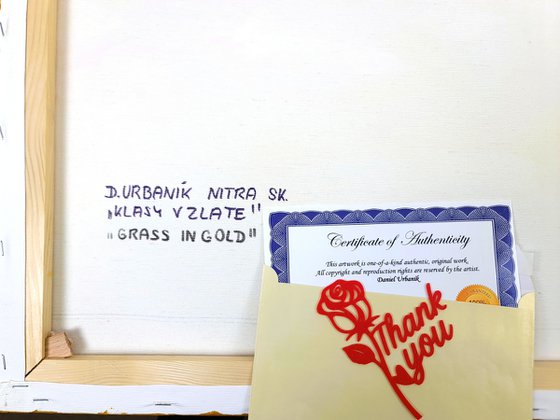 D. URBANÍK NITRA SK.
„KLASY V ZLATE"
"GRASS IN GOLD"
Certificate of Authenticity
This artwork is one-of-a-kind authentic, original work.
All copyright and reproduction rights are reserved by the artist.
Daniel Urbaník
Thank
you